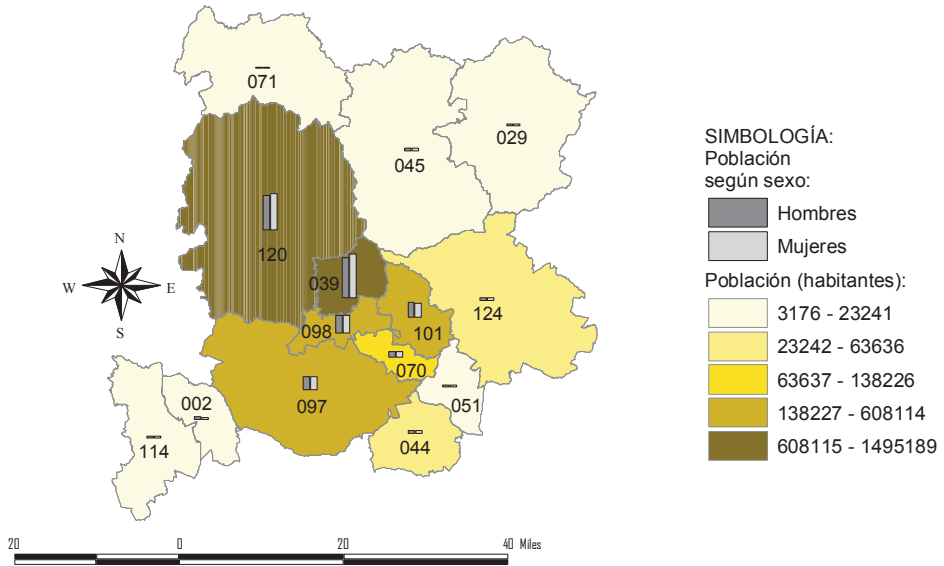 071
029
045
120
039
124
098
101
070
051
097
002
044
114
N
W
E
S
SIMBOLOGÍA:
Población
según sexo:
Hombres
Mujeres
Población (habitantes):
3176 - 23241
23242 - 63636
63637 - 138226
138227 - 608114
608115 - 1495189
20 0 20 40 Miles